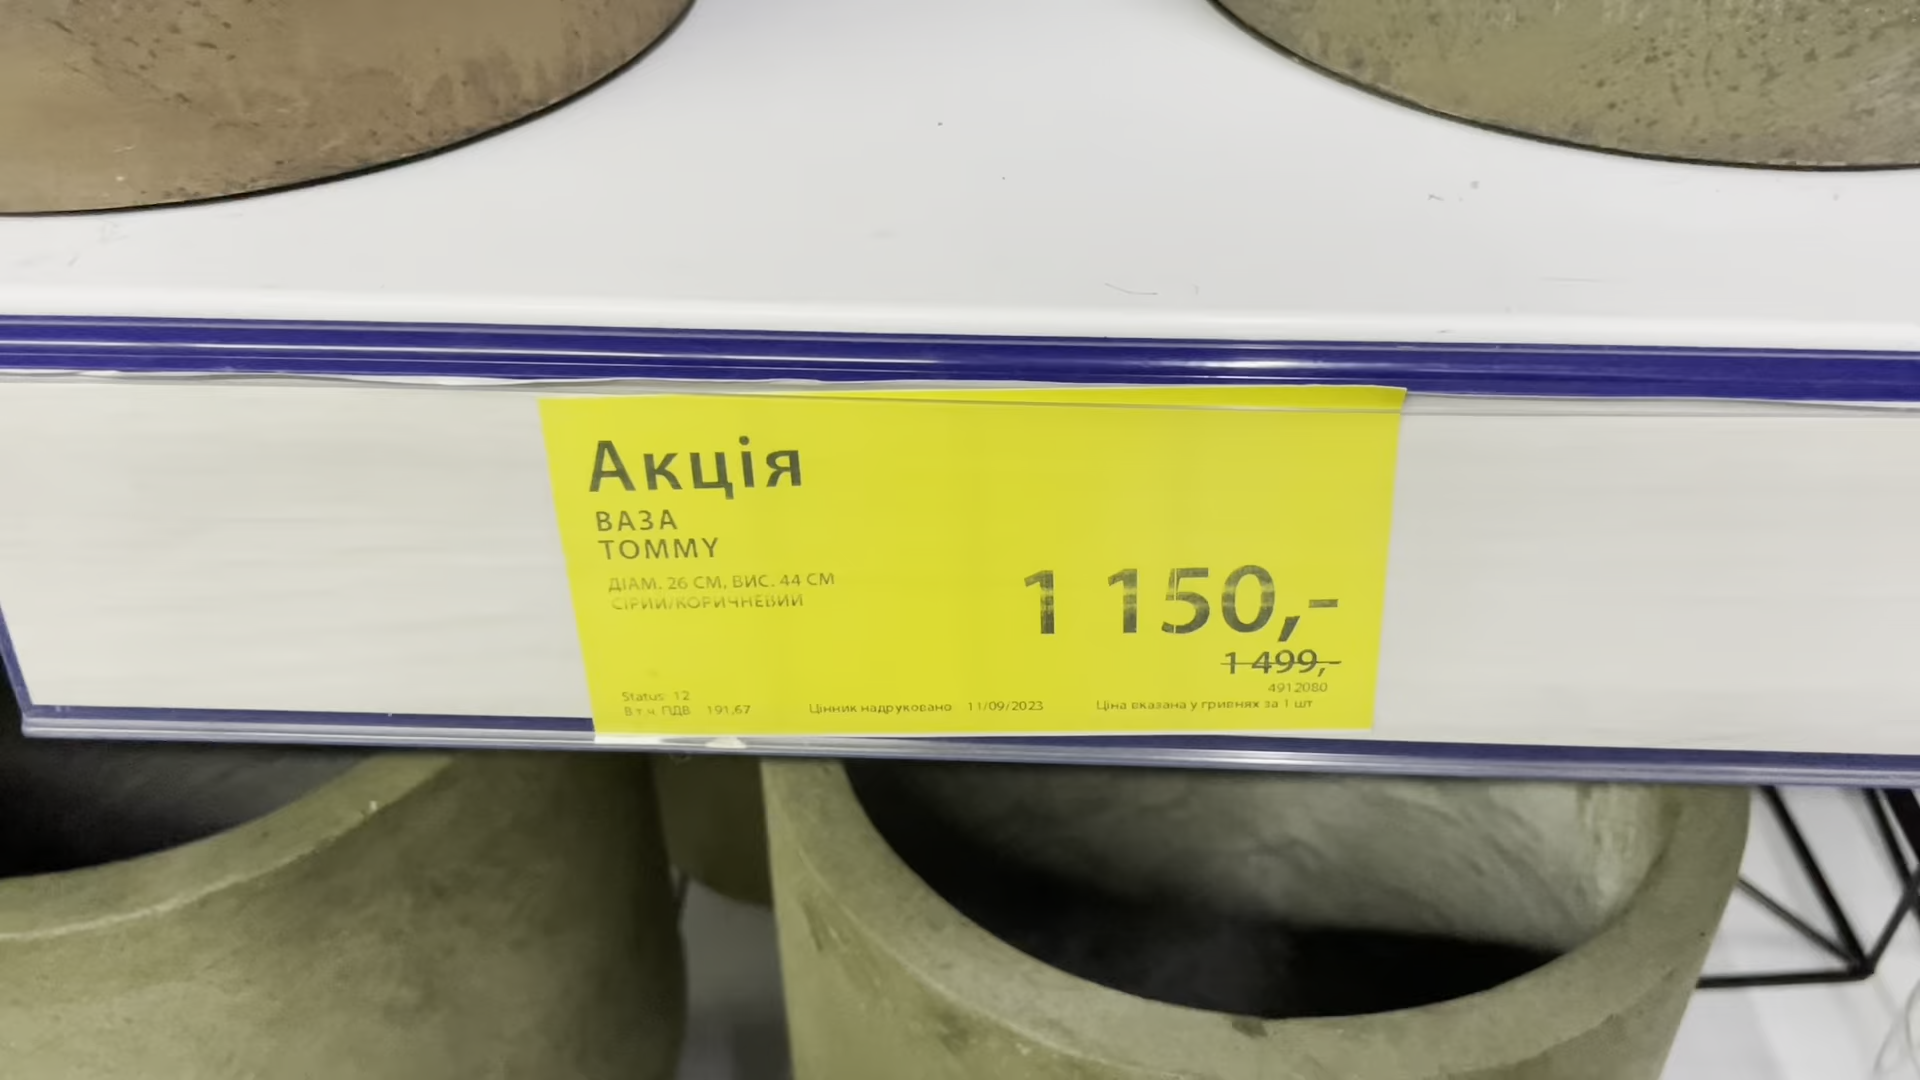 Акція
ВАЗА
TOMMY
ДІАМ. 26 СМ, ВИС. 44 СМ
СІРИЙ/КОРИЧНЕВИЙ
1 150,-
1 499,-
4912080
Status: 12
В т.ч. ПДВ 191,67 Цінник надруковано 11/09/2023 Ціна вказана у гривнях за 1 шт